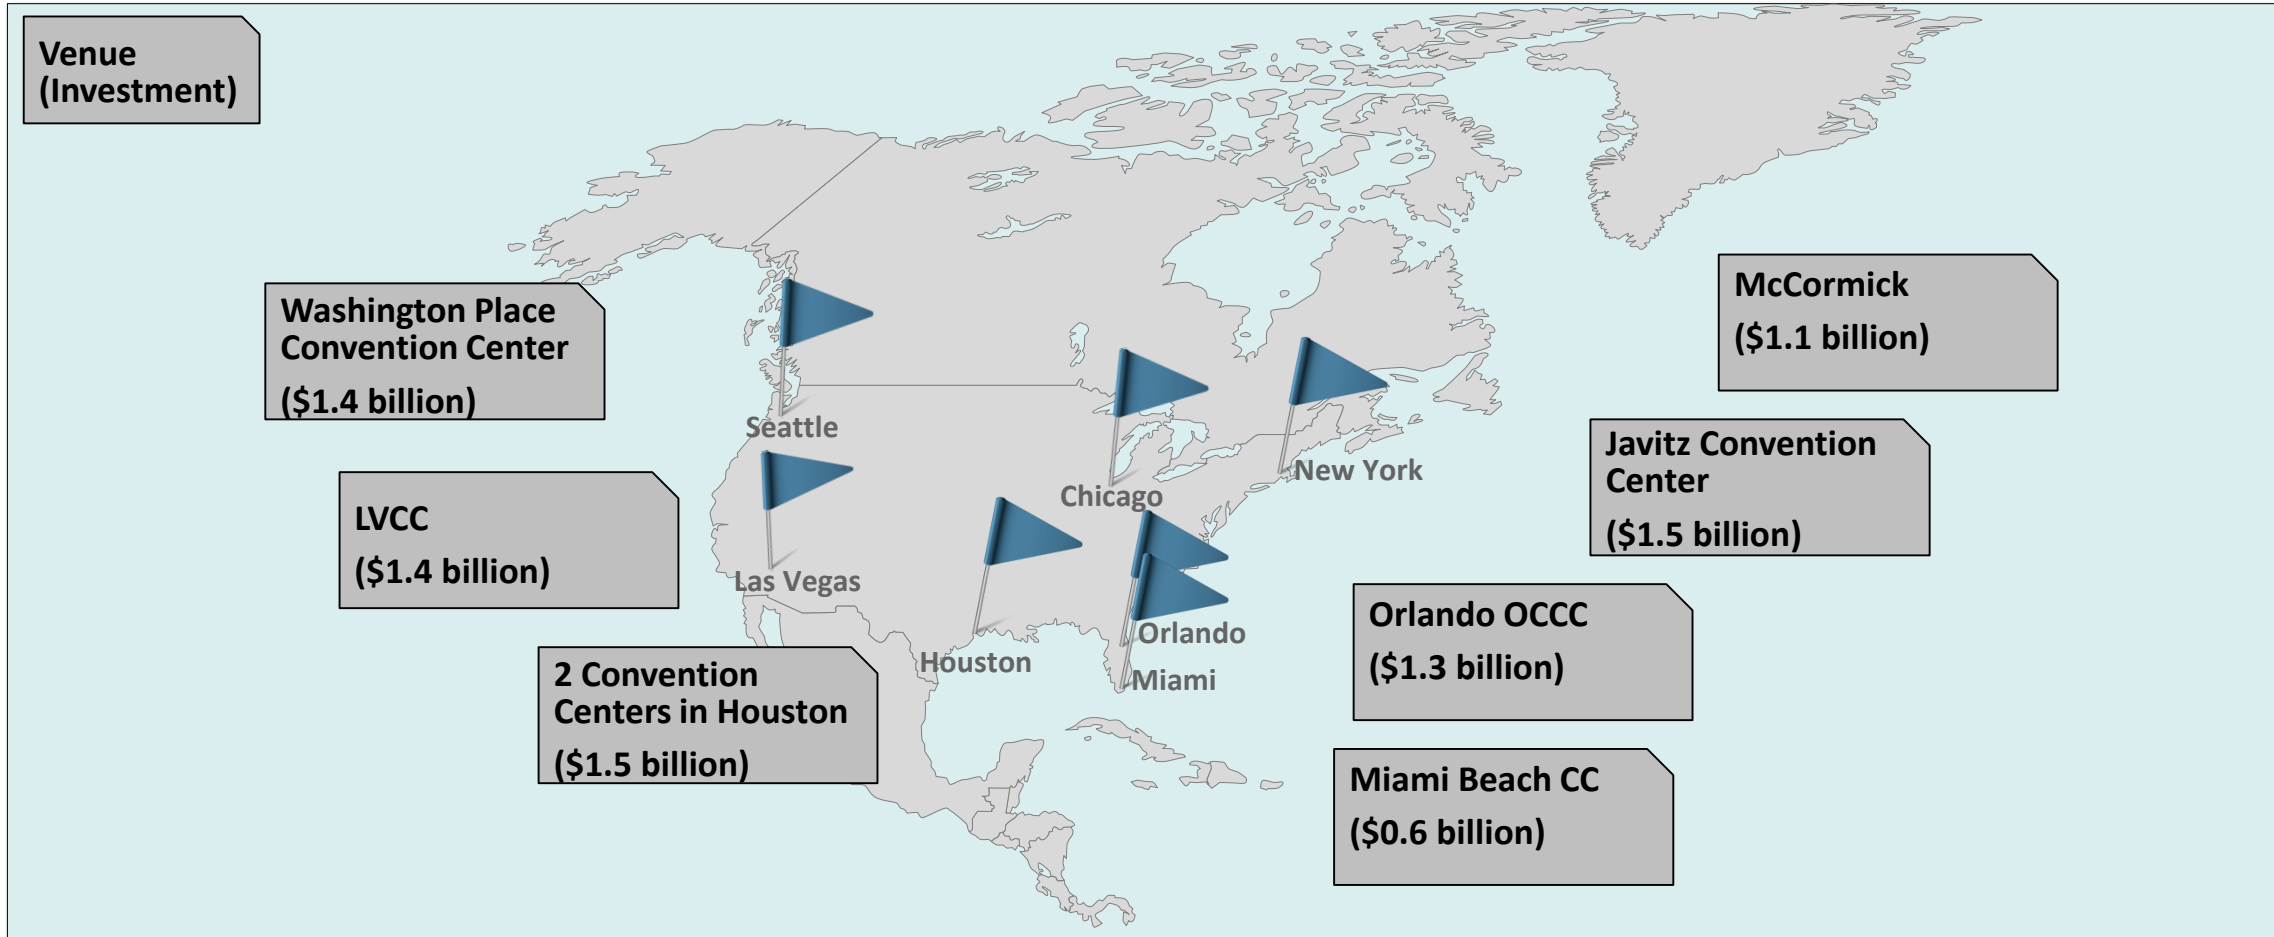 Venue
(Investment)
Washington Place
Convention Center
($1.4 billion)
McCormick
($1.1 billion)
Seattle
LVCC
($1.4 billion)
Las Vegas
Chicago
New York
Javitz Convention
Center
($1.5 billion)
2 Convention
Centers in Houston
($1.5 billion)
Houston
Orlando
Miami
Orlando OCCC
($1.3 billion)
Miami Beach CC
($0.6 billion)